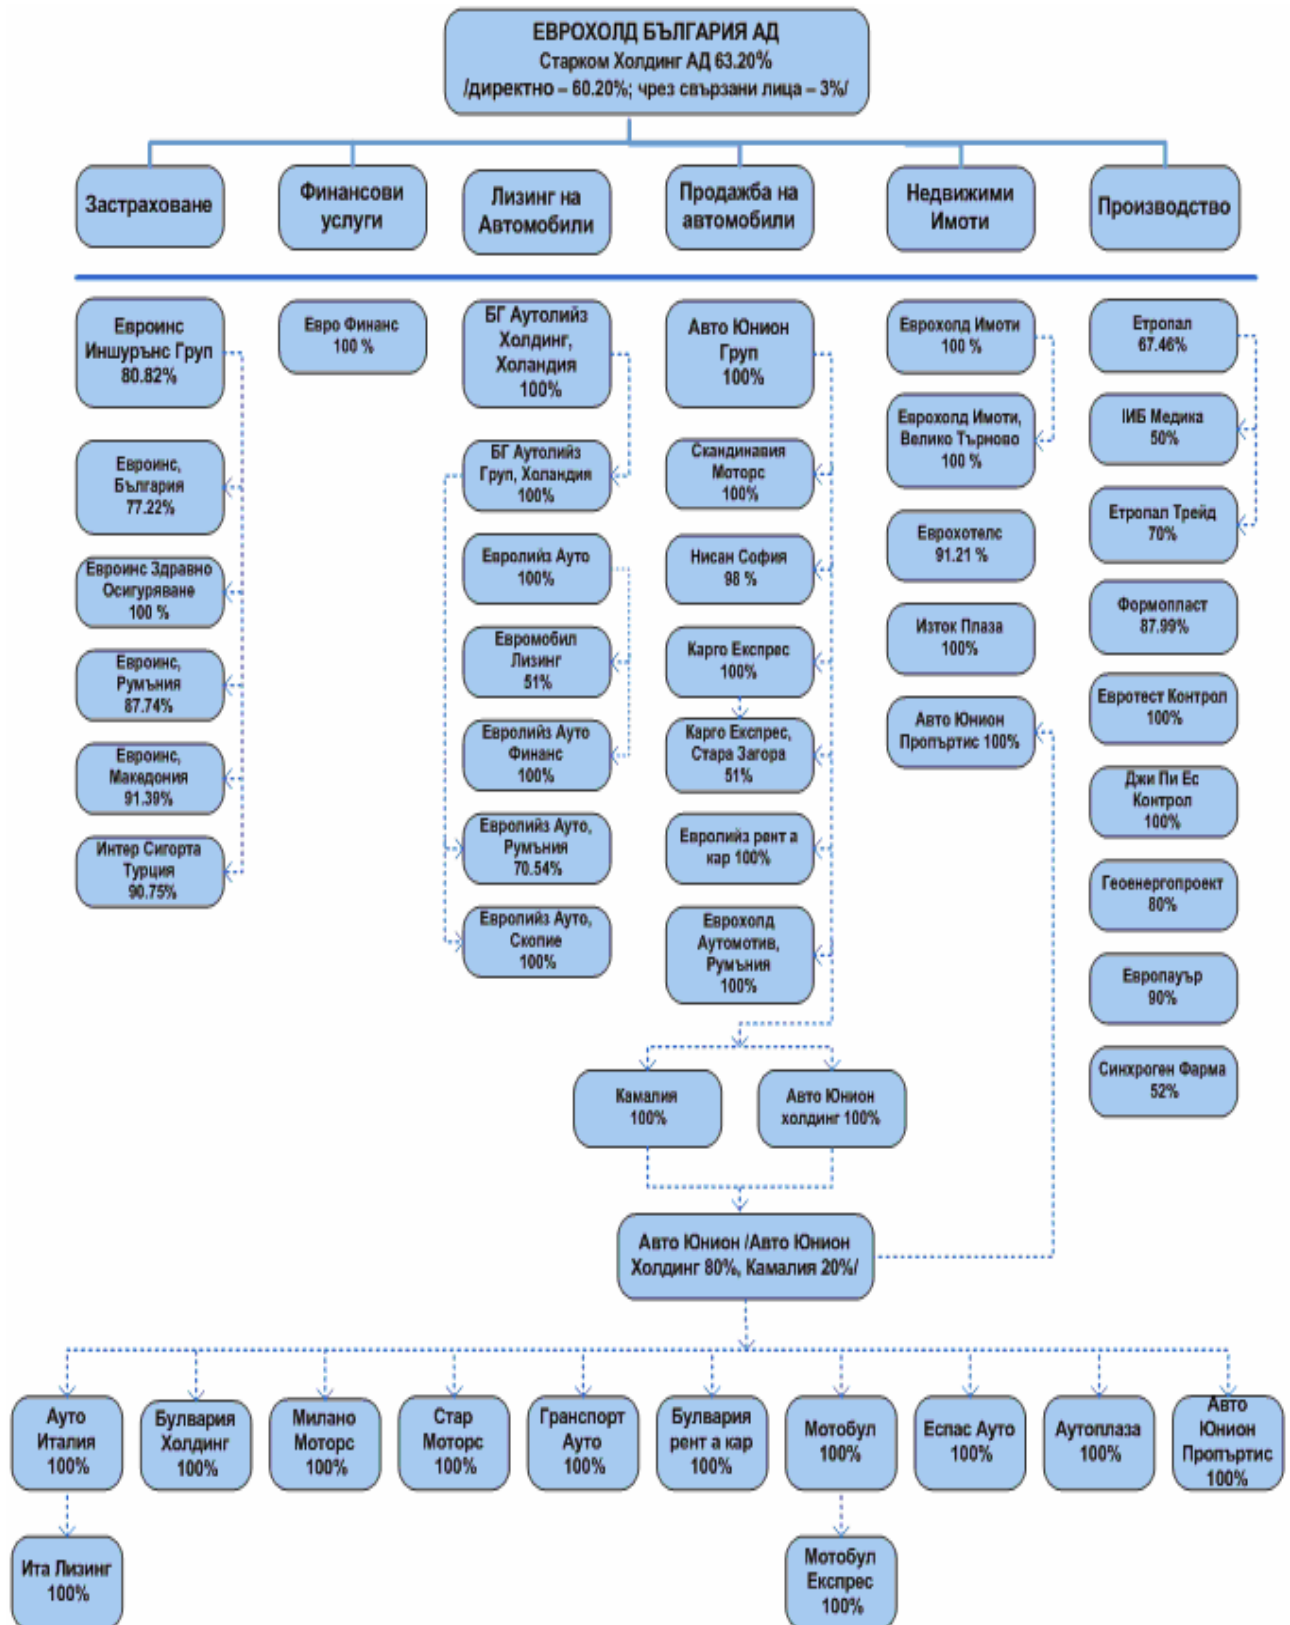 ЕВРОХОЛД БЪЛГАРИЯ АД
Старком Холдинг АД 63.20%
/директно – 60.20%; чрез свързани лица – 3%/
Застраховане
Финансови
услуги
Лизинг на
Автомобили
Продажба на
автомобили
Недвижими
Имоти
Производство
Евроинс
Иншурънс Груп
80.82%
Евроинс,
България
77.22%
Евроинс Здравно
Осигуряване
100 %
Евроинс,
Румъния
87.74%
Евроинс,
Македония
91.39%
Интер Сигорта
Турция
90.75%
Евро Финанс
100 %
БГ Аутолийз
Холдинг,
Холандия
100%
БГ Аутолийз
Груп, Холандия
100%
Евролийз Ауто
100%
Евромобил
Лизинг
51%
Евролийз Ауто
Финанс
100%
Евролийз Ауто,
Румъния
70.54%
Евролийз Ауто,
Скопие
100%
Авто Юнион
Груп
100%
Скандинавия
Моторс
100%
Нисан София
98 %
Карго Експрес
100%
Карго Експрес,
Стара Загора
51%
Евролийз рент а
кар 100%
Еврохолд
Аутомотив,
Румъния
100%
Еврохолд Имоти
100 %
Еврохолд Имоти,
Велико Търново
100 %
Еврохотелс
91.21 %
Изток Плаза
100%
Авто Юнион
Пропъртис 100%
Етропал
67.46%
ІИБ Медика
50%
Етропал Трейд
70%
Формопласт
87.99%
Евротест Контрол
100%
Джи Пи Ес
Контрол
100%
Геоенергопроект
80%
Европауър
90%
Синхроген Фарма
52%
Камалия
100%
Авто Юнион
холдинг 100%
Авто Юнион /Авто Юнион
Холдинг 80%, Камалия 20%/
Ауто
Италия
100%
Булвария
Холдинг
100%
Милано
Моторс
100%
Стар
Моторс
100%
Гранспорт
Ауто
100%
Булвария
рент а кар
100%
Мотобул
100%
Еспас Ауто
100%
Аутоплаза
100%
Авто
Юнион
Пропъртис
100%
Ита Лизинг
100%
Мотобул
Експрес
100%